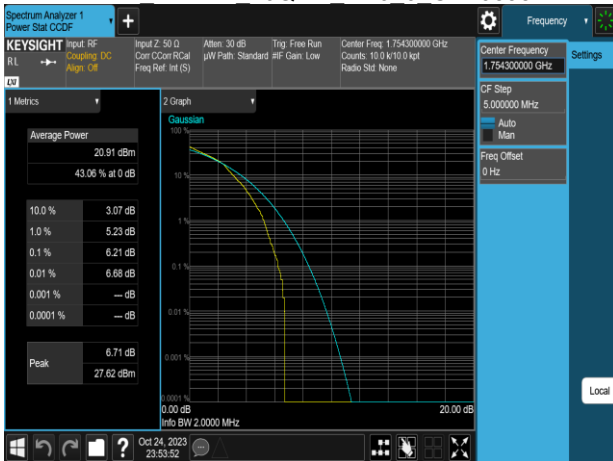 Spectrum Analyzer 1
Power Stat CCDF
Frequency
KEYSIGHT
RL
LXI
Input: RF
Coupling: DC
Align: Off
Input Z: 50 Ω
Corr CCorr RCal
Freq Ref: Int (S)
Atten: 30 dB
µW Path: Standard
Trig: Free Run
#IF Gain: Low
Center Freq: 1.754300000 GHz
Counts: 10.0 k/10.0 kpt
Radio Std: None
1 Metrics
Average Power
20.91 dBm
43.06 % at 0 dB
10.0 % 3.07 dB
1.0 % 5.23 dB
0.1 % 6.21 dB
0.01 % 6.68 dB
0.001 % --- dB
0.0001 % --- dB
Peak
6.71 dB
27.62 dBm
2 Graph
Gaussian
100 %
10 %
1 %
0.1 %
0.01 %
0.001 %
0.0001 %
0.00 dB 20.00 dB
Info BW 2.0000 MHz
Center Frequency
1.754300000 GHz
CF Step
5.000000 MHz
Auto
Man
Freq Offset
0 Hz
Settings
Local
?
Oct 24, 2023
23:53:52